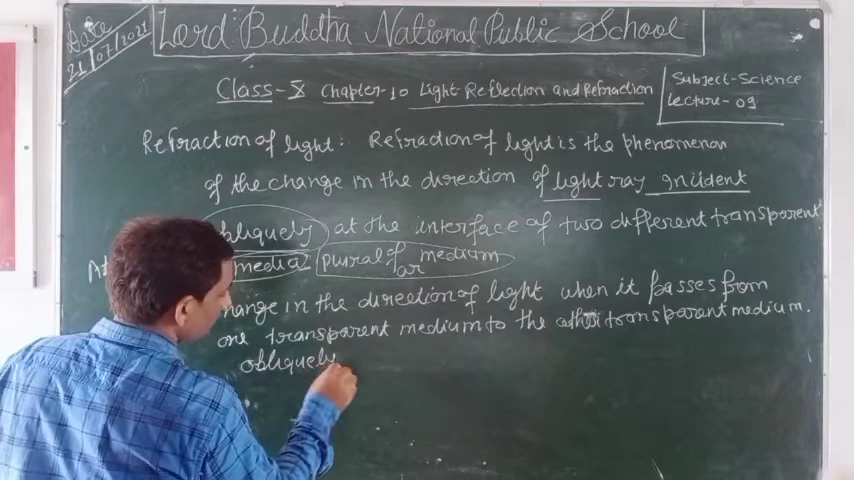 Date
21/07/2021
Lord Buddha National Public School
Class-X Chapter-10 Light-Reflection and Refraction
Subject-Science
Lecture-03
Refraction of light: Refraction of light is the phenomenon
of the change in the direction of light ray incident
bliquely at the interface of two different transparent
media plural of medium
or
hange in the direction of light when it passes from
one transparent medium to the other transparent medium.
obliquely